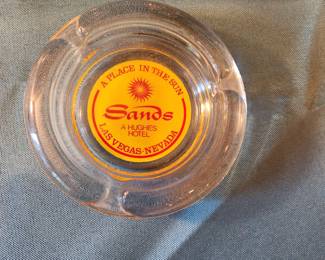 A PLACE IN THE SUN
Sands
A HUGHES
HOTEL
LAS VEGAS·NEVADA